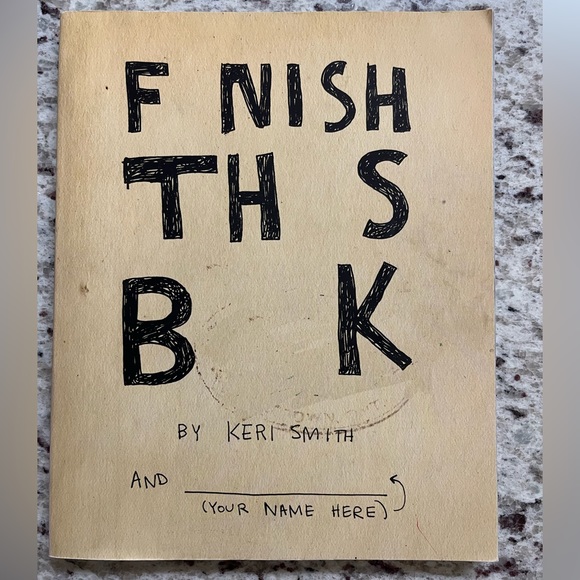 F NISH
TH S
B K
BY KERI SMITH
AND
(YOUR NAME HERE)